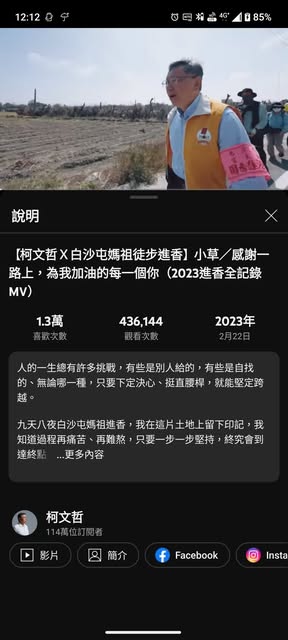 12:12
4G+
85%
說明
【柯文哲 X 白沙屯媽祖徒步進香】小草／感謝一
路上，為我加油的每一個你（2023進香全記錄
MV）
1.3萬
436,144
2023年
喜歡次數
觀看次數
2月22日
人的一生總有許多挑戰，有些是別人給的，有些是自找
的、無論哪一種，只要下定決心、挺直腰桿，就能堅定跨
越。
九天八夜白沙屯媽祖進香，我在這片土地上留下印記，我
知道過程再痛苦、再難熬，只要一步一步堅持，終究會到
達終點 ...更多內容
柯文哲
114萬位訂閱者
影片
簡介
Facebook
Insta